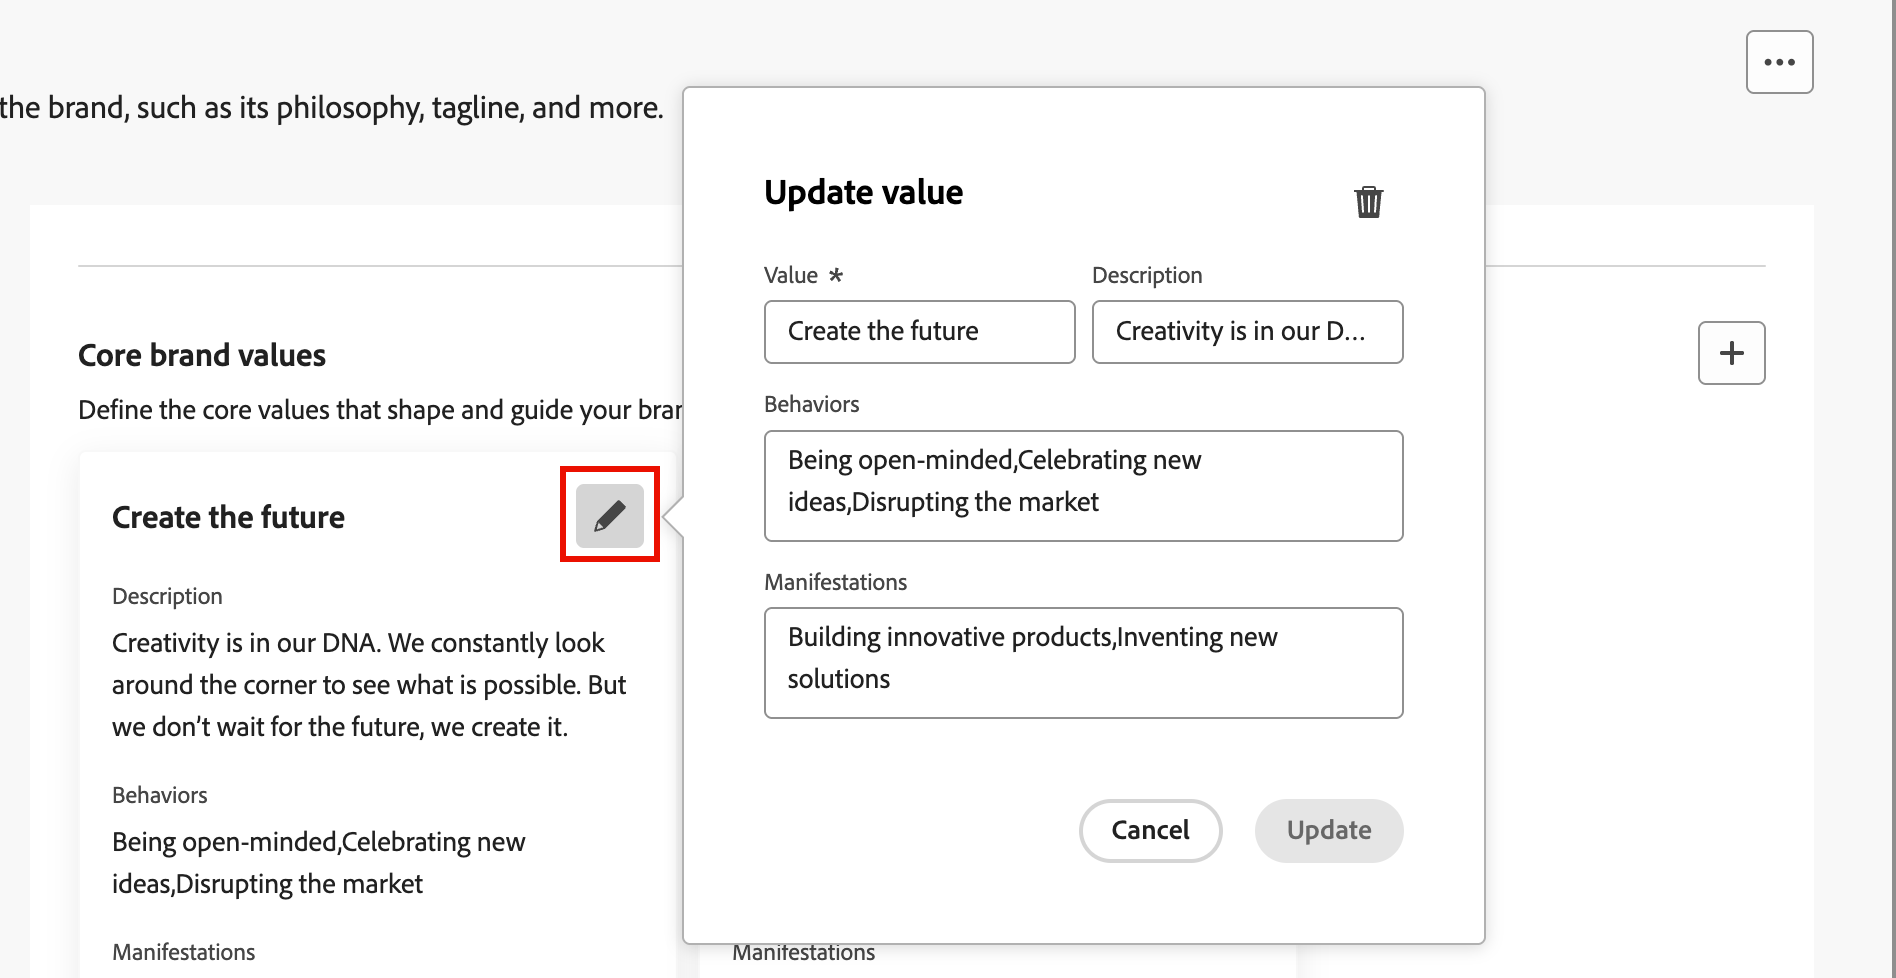 the brand, such as its philosophy, tagline, and more.
Core brand values
Define the core values that shape and guide your
Create the future
Description
Creativity is in our DNA. We constantly look
around the corner to see what is possible. But
we don’t wait for the future, we create it.
Behaviors
Being open-minded,Celebrating new
ideas,Disrupting the market
Manifestations
Update value
Value *
Description
Create the future
Creativity is in our D…
Behaviors
Being open-minded,Celebrating new
ideas,Disrupting the market
Manifestations
Building innovative products,Inventing new
solutions
Cancel
Update
Manifestations